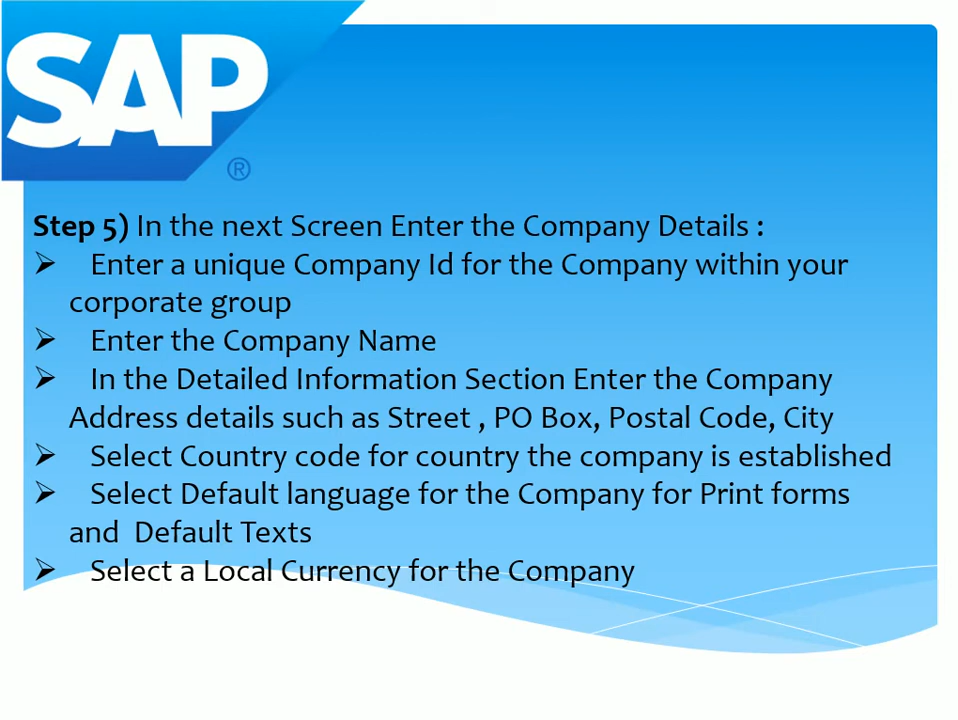 SAP
®
Step 5) In the next Screen Enter the Company Details :
➢ Enter a unique Company Id for the Company within your
corporate group
➢ Enter the Company Name
➢ In the Detailed Information Section Enter the Company
Address details such as Street , PO Box, Postal Code, City
➢ Select Country code for country the company is established
➢ Select Default language for the Company for Print forms
and Default Texts
➢ Select a Local Currency for the Company